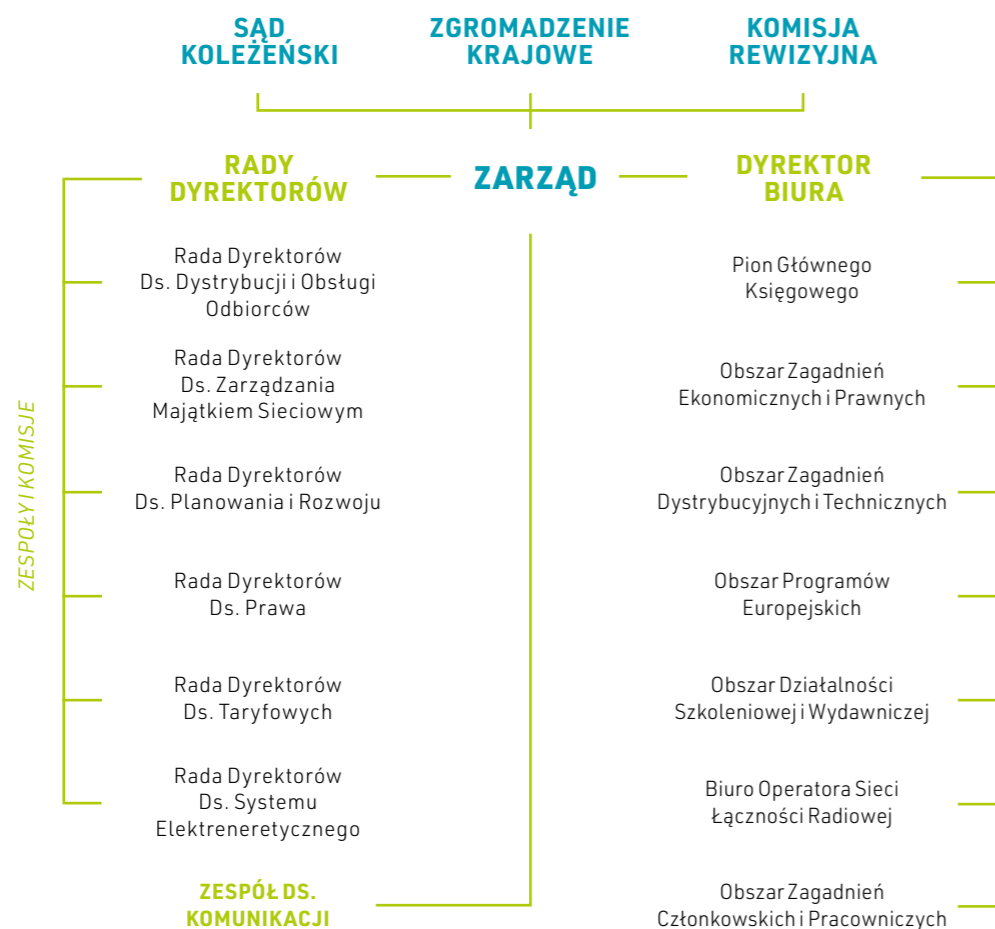 SĄD
KOLEŻEŃSKI
ZGROMADZENIE
KRAJOWE
KOMISJA
REWIZYJNA
RADY
DYREKTORÓW
ZARZĄD
DYREKTOR
BIURA
ZESPOŁY I KOMISJE
Rada Dyrektorów
Ds. Dystrybucji i Obsługi
Odbiorców
Rada Dyrektorów
Ds. Zarządzania
Majątkiem Sieciowym
Rada Dyrektorów
Ds. Planowania i Rozwoju
Rada Dyrektorów
Ds. Prawa
Rada Dyrektorów
Ds. Taryfowych
Rada Dyrektorów
Ds. Systemu
Elektreneretycznego
ZESPÓŁ DS.
KOMUNIKACJI
Pion Głównego
Księgowego
Obszar Zagadnień
Ekonomicznych i Prawnych
Obszar Zagadnień
Dystrybucyjnych i Technicznych
Obszar Programów
Europejskich
Obszar Działalności
Szkoleniowej i Wydawniczej
Biuro Operatora Sieci
Łączności Radiowej
Obszar Zagadnień
Członkowskich i Pracowniczych